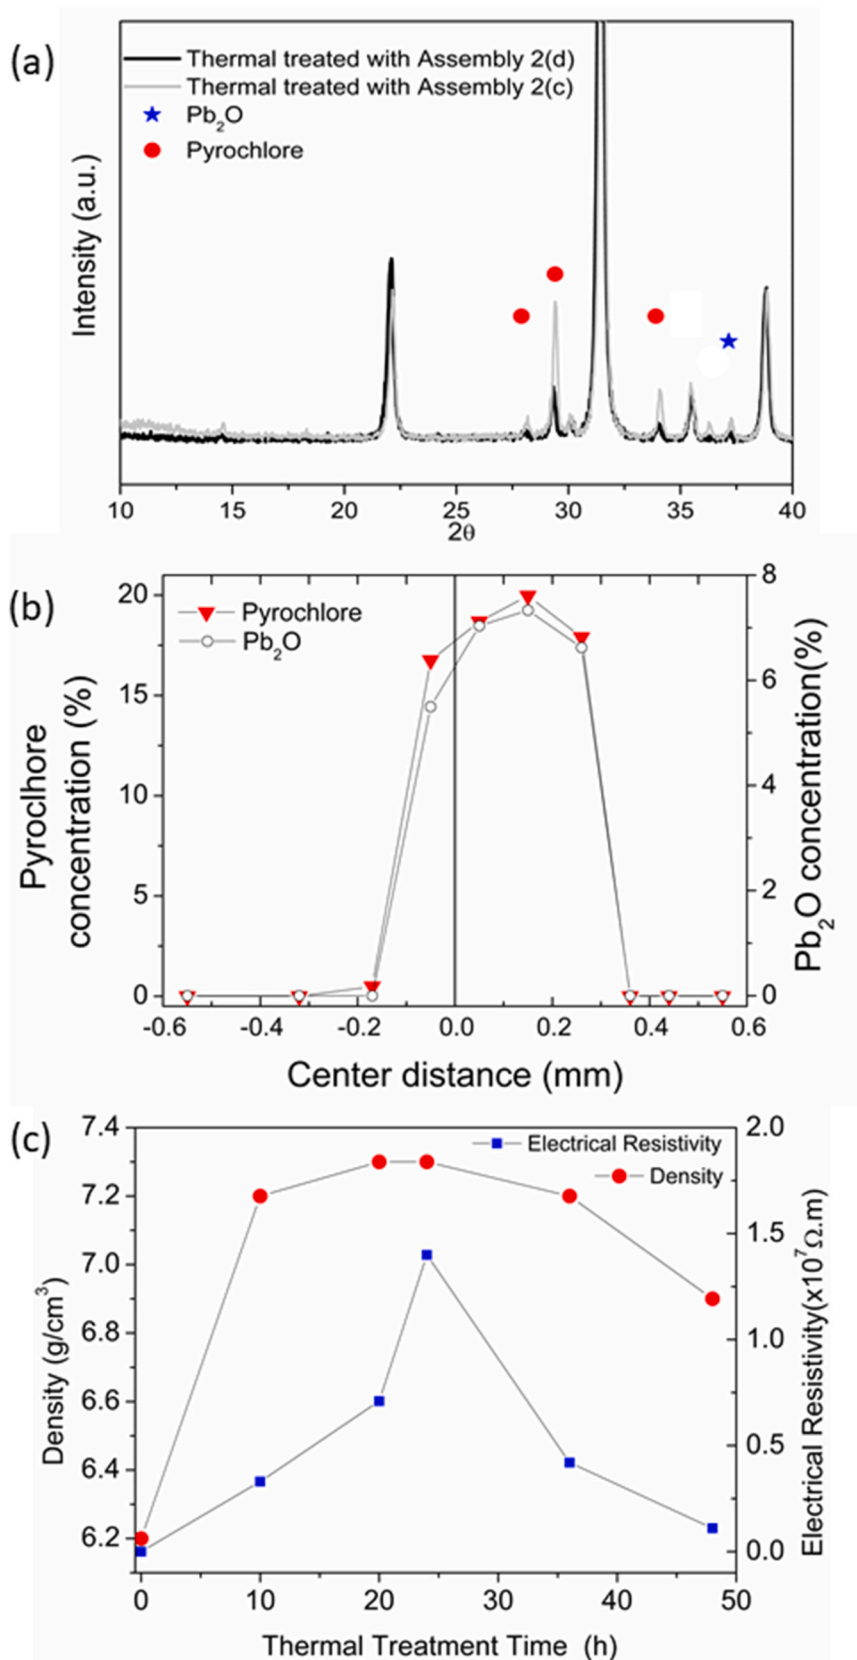 (a)
Thermal treated with Assembly 2(d)
Thermal treated with Assembly 2(c)
Pb2O
Pyrochlore
Intensity (a.u.)
10 15 20 25 30 35 40
2θ
(b)
Pyrochlore
Pb2O
20
15
10
5
0
8
6
4
2
0
Pyroclhore
concentration (%)
Pb2O concentration(%)
-0.6 -0.4 -0.2 0.0 0.2 0.4 0.6
Center distance (mm)
(c)
Electrical Resistivity
Density
7.4
7.2
7.0
6.8
6.6
6.4
6.2
2.0
1.5
1.0
0.5
0.0
Density (g/cm3)
Electrical Resistivity(x107Ω.m)
0 10 20 30 40 50
Thermal Treatment Time (h)